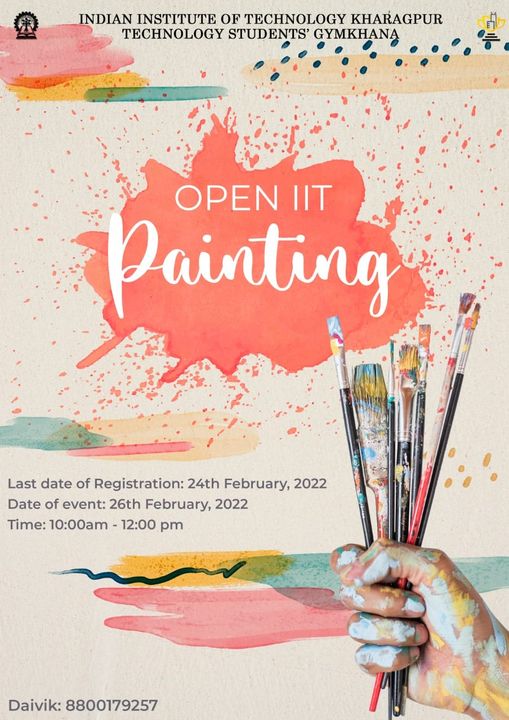 INDIAN INSTITUTE OF TECHNOLOGY KHARAGPUR
TECHNOLOGY STUDENTS' GYMKHANA
OPEN IIT
Painting
Last date of Registration: 24th February, 2022
Date of event: 26th February, 2022
Time: 10:00am - 12:00 pm
Daivik: 8800179257